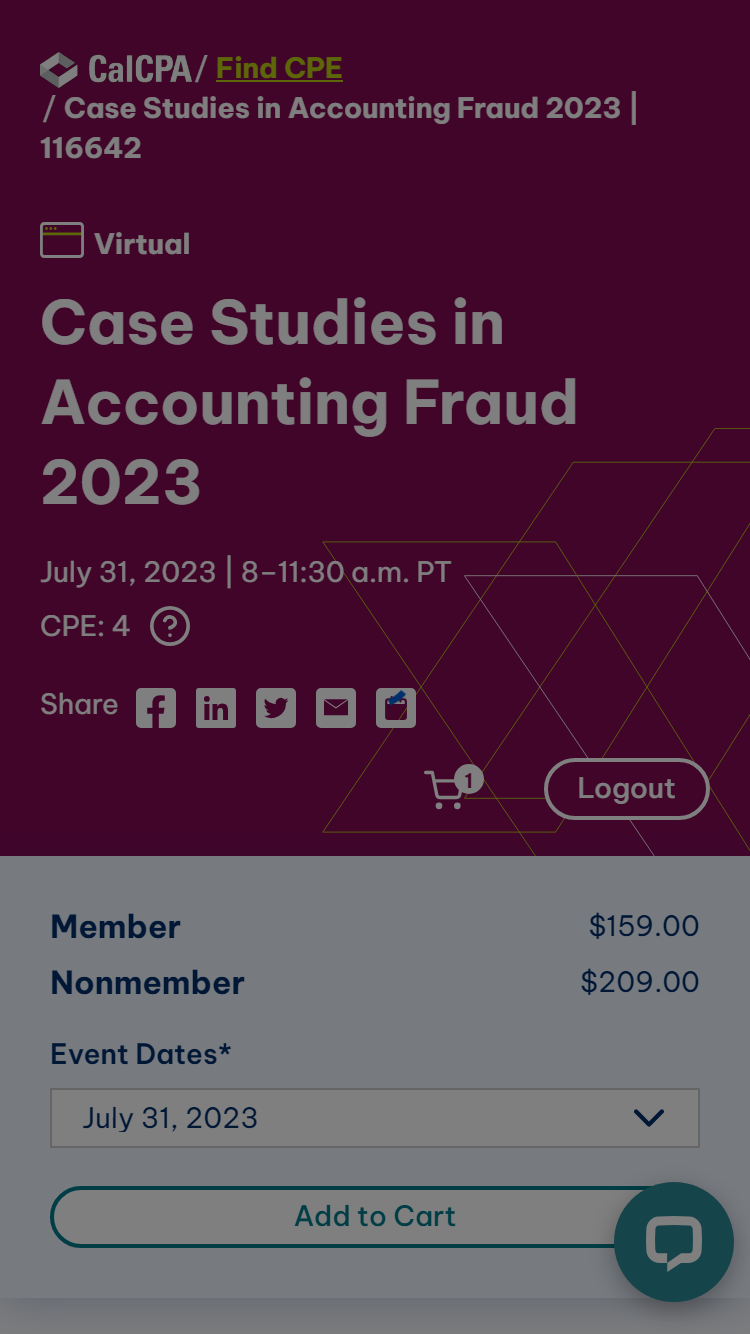 CalCPA / Find CPE
/ Case Studies in Accounting Fraud 2023 |
116642
Virtual
Case Studies in
Accounting Fraud
2023
July 31, 2023 | 8–11:30 a.m. PT
CPE: 4 ?
Share
1
Logout
Member $159.00
Nonmember $209.00
Event Dates*
July 31, 2023
Add to Cart